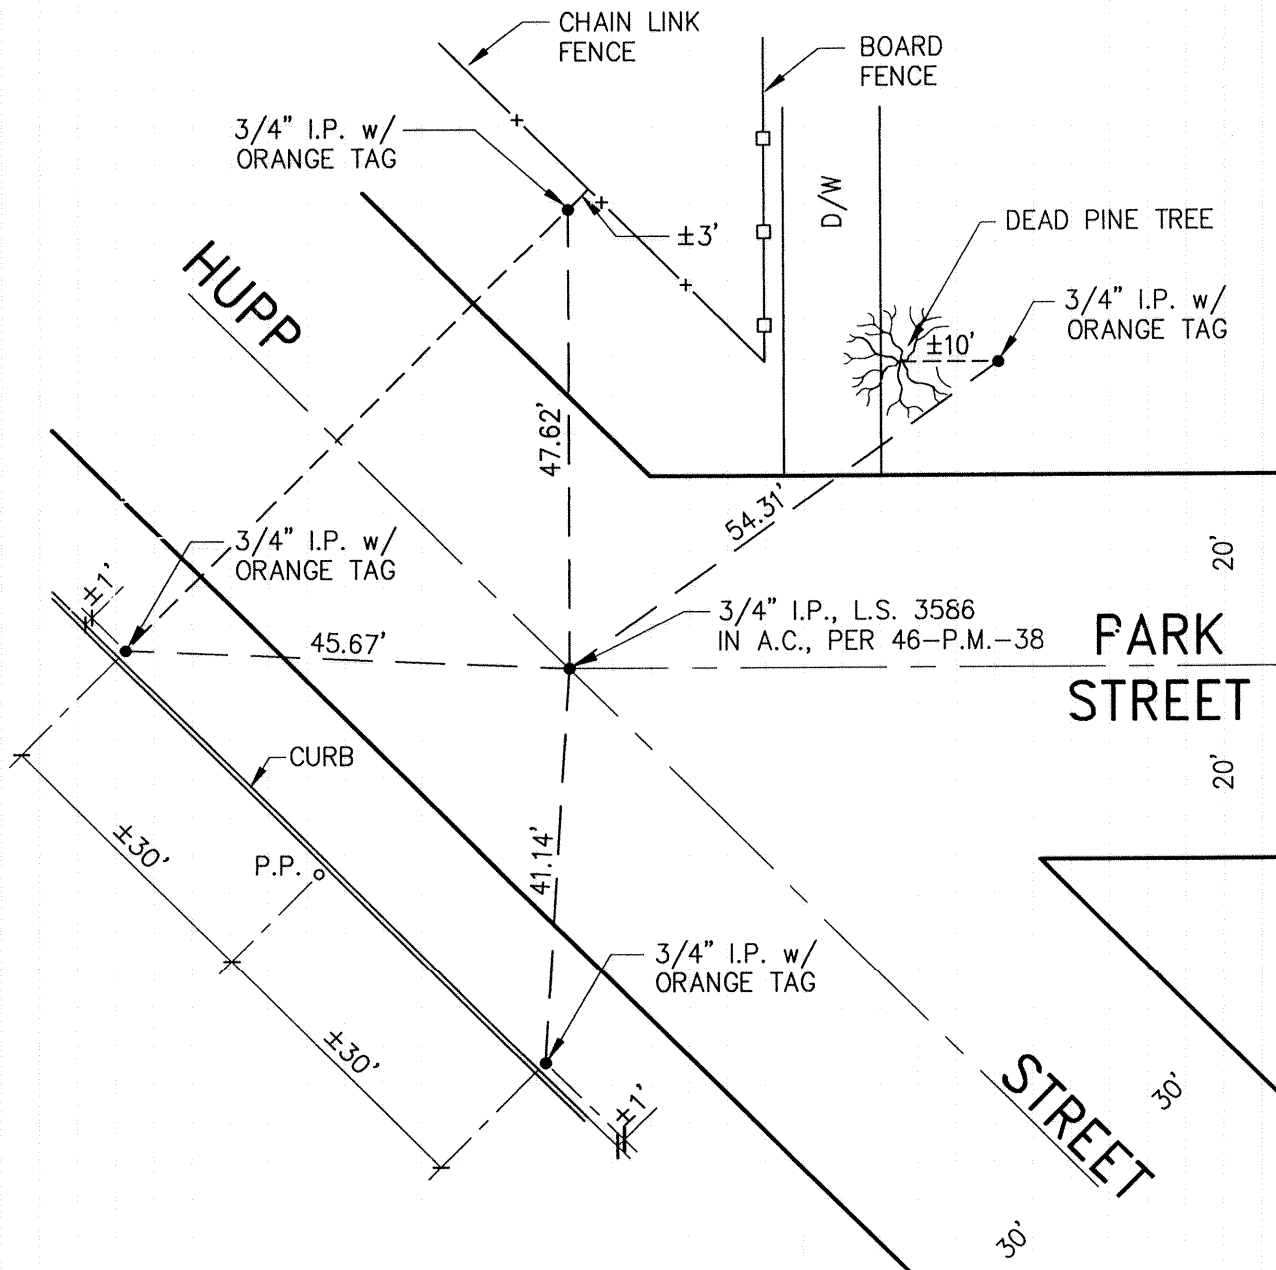 CHAIN LINK
FENCE
BOARD
FENCE
3/4" I.P. w/
ORANGE TAG
D/W
±3'
DEAD PINE TREE
HUPP
3/4" I.P. w/
ORANGE TAG
±10'
47.62'
54.31'
3/4" I.P. w/
ORANGE TAG
20'
±1'
3/4" I.P., L.S. 3586
IN A.C., PER 46-P.M.-38
PARK
STREET
45.67'
CURB
20'
±30'
P.P.
41.14'
3/4" I.P. w/
ORANGE TAG
±30'
±1'
STREET
30'
30'